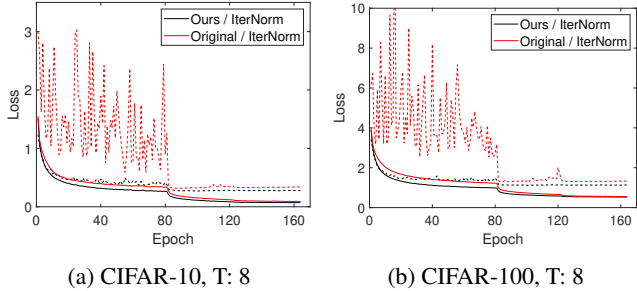 Ours / IterNorm
Original / IterNorm
3
2
1
0
Loss
0 40 80 120 160
Epoch
(a) CIFAR-10, T: 8
Ours / IterNorm
Original / IterNorm
10
8
6
4
2
0
Loss
0 40 80 120 160
Epoch
(b) CIFAR-100, T: 8